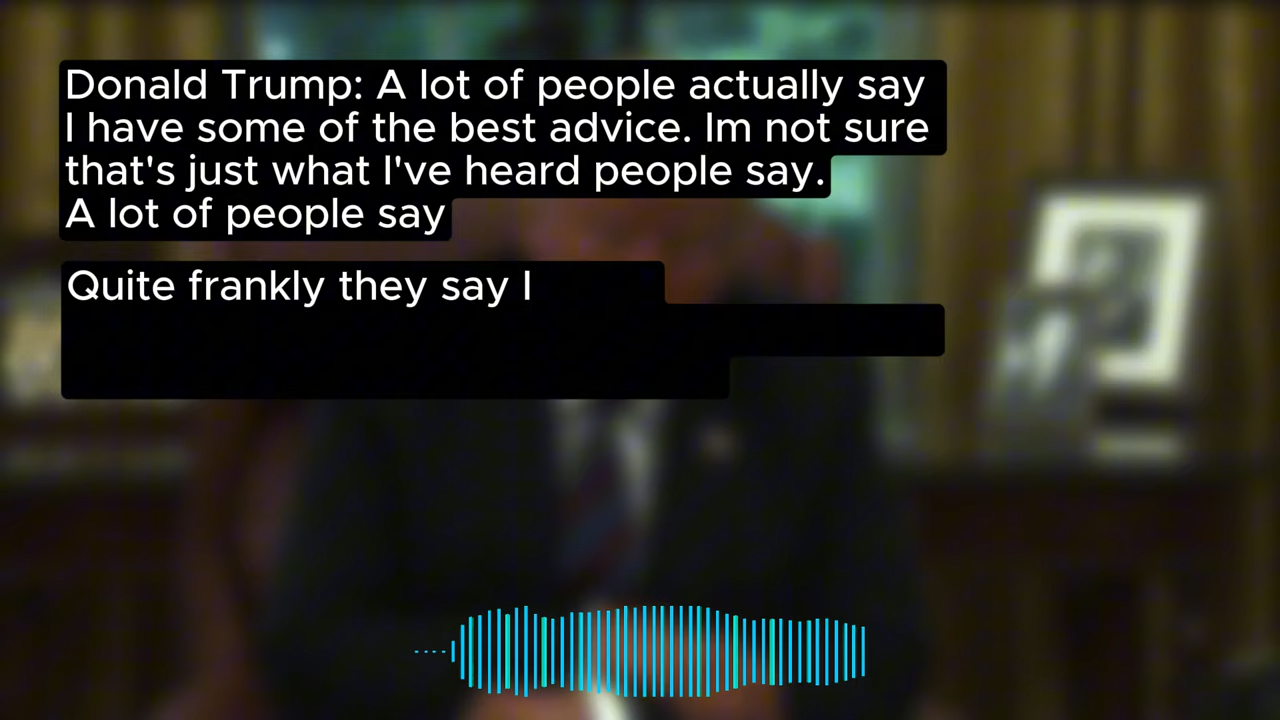 Donald Trump: A lot of people actually say
I have some of the best advice. Im not sure
that's just what I've heard people say.
A lot of people say
Quite frankly they say I